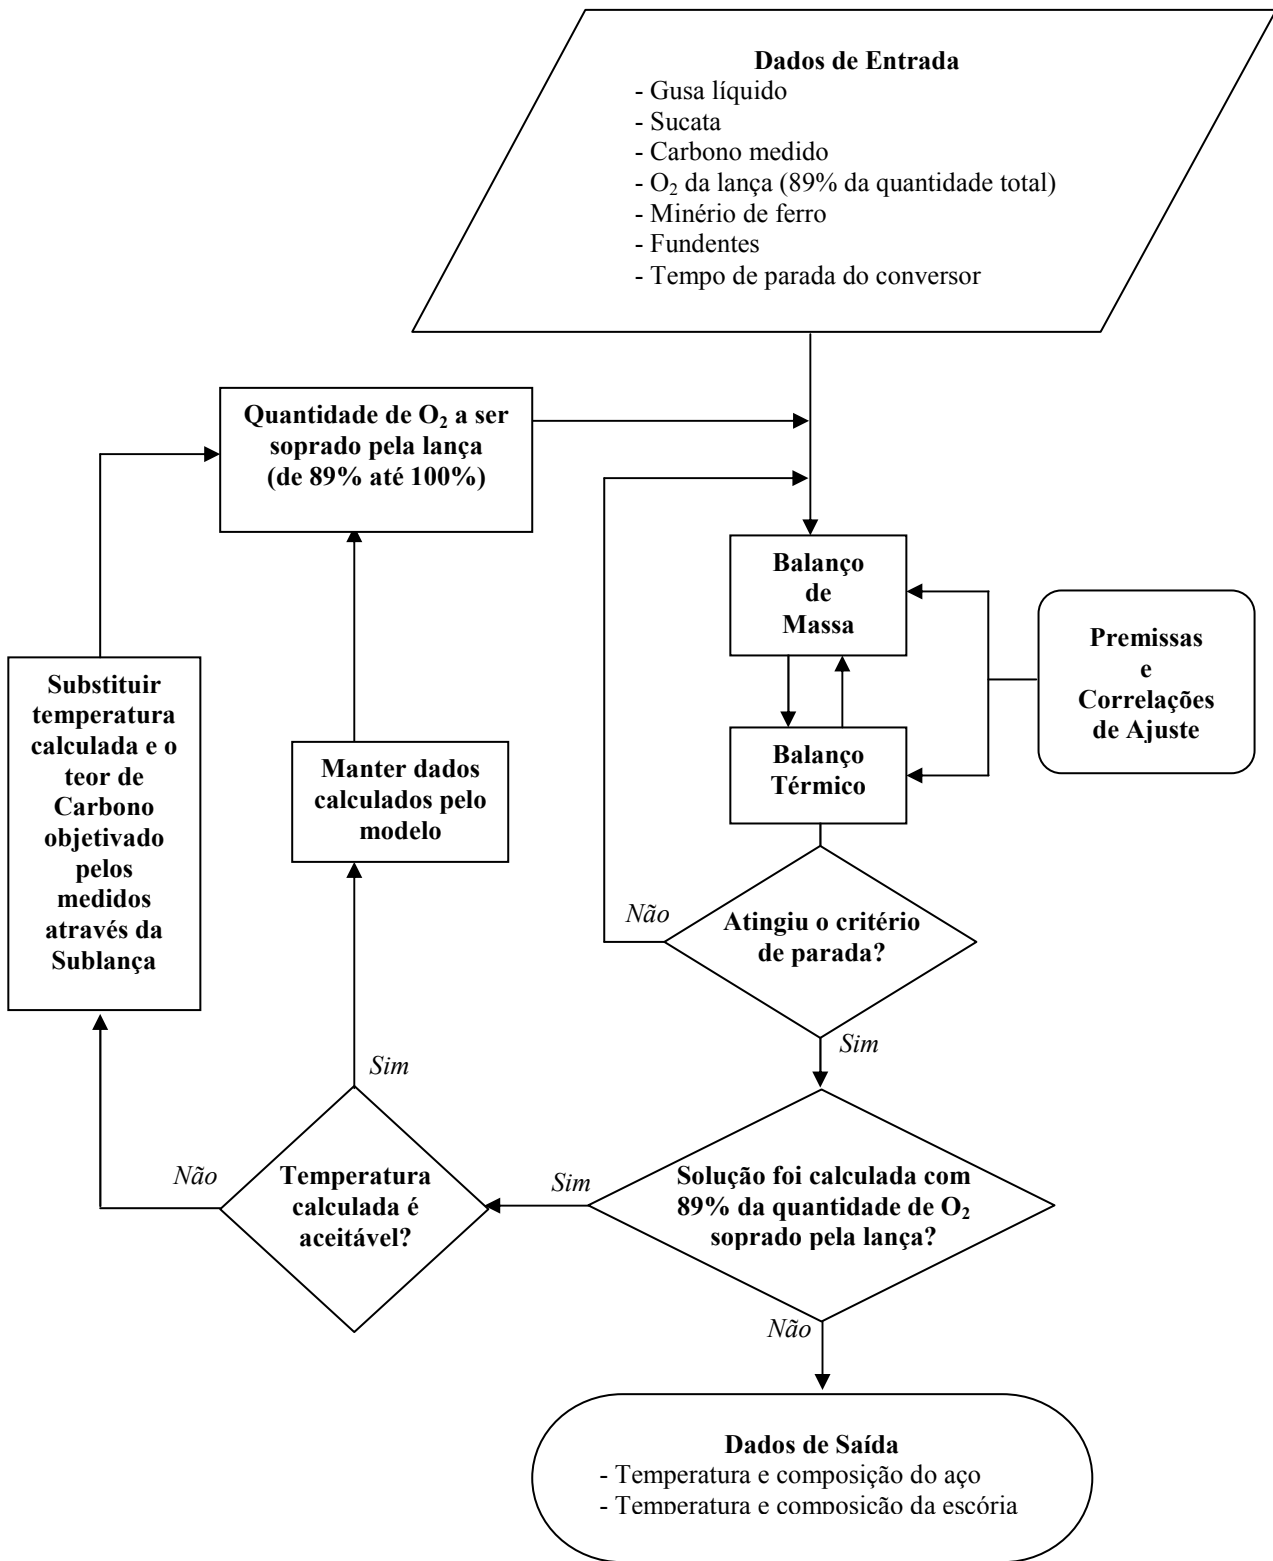 Dados de Entrada
- Gusa líquido
- Sucata
- Carbono medido
- O₂ da lança (89% da quantidade total)
- Minério de ferro
- Fundentes
- Tempo de parada do conversor
Quantidade de O₂ a ser
soprado pela lança
(de 89% até 100%)
Balanço
de
Massa
Premissas
e
Correlações
de Ajuste
Substituir
temperatura
calculada e o
teor de
Carbono
objetivado
pelos
medidos
através da
Sublança
Manter dados
calculados pelo
modelo
Balanço
Térmico
Não
Atingiu o critério
de parada?
Sim
Sim
Não
Temperatura
calculada é
aceitável?
Sim
Solução foi calculada com
89% da quantidade de O₂
soprado pela lança?
Não
Dados de Saída
- Temperatura e composição do aço
- Temperatura e composição da escória